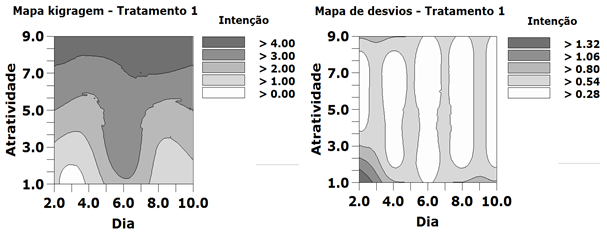 Mapa kigragem - Tratamento 1
Intenção
> 4.00
> 3.00
> 2.00
> 1.00
> 0.00
Atratividade
9.0
7.0
5.0
3.0
1.0
2.0 4.0 6.0 8.0 10.0
Dia
Mapa de desvios - Tratamento 1
Intenção
> 1.32
> 1.06
> 0.80
> 0.54
> 0.28
Atratividade
9.0
7.0
5.0
3.0
1.0
2.0 4.0 6.0 8.0 10.0
Dia